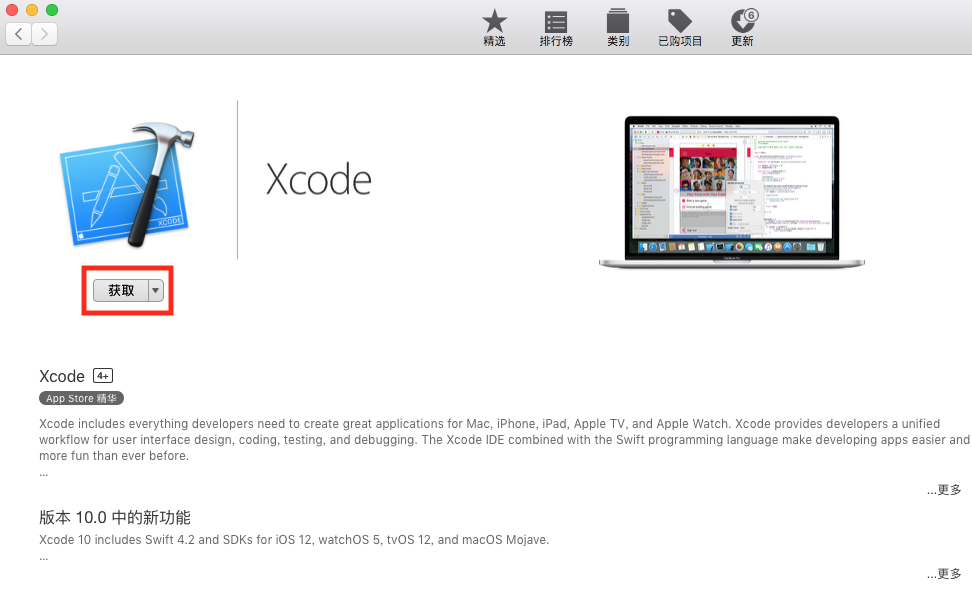 6
精选
排行榜
类别
已购项目
更新
Xcode
XCODE
获取
Xcode 4+
App Store 精华
Xcode includes everything developers need to create great applications for Mac, iPhone, iPad, Apple TV, and Apple Watch. Xcode provides developers a unified
workflow for user interface design, coding, testing, and debugging. The Xcode IDE combined with the Swift programming language make developing apps easier and
more fun than ever before.
...
...更多
版本 10.0 中的新功能
Xcode 10 includes Swift 4.2 and SDKs for iOS 12, watchOS 5, tvOS 12, and macOS Mojave.
...
...更多